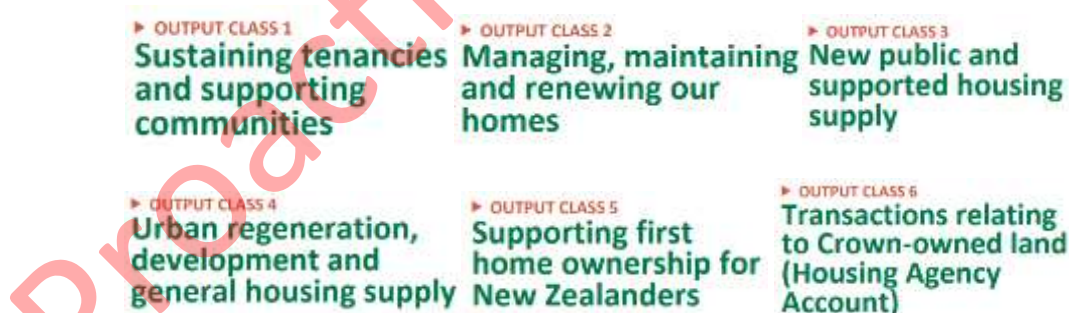 ▶ OUTPUT CLASS 1
Sustaining tenancies
and supporting
communities
▶ OUTPUT CLASS 2
Managing, maintaining
and renewing our
homes
▶ OUTPUT CLASS 3
New public and
supported housing
supply
▶ OUTPUT CLASS 4
Urban regeneration,
development and
general housing supply
▶ OUTPUT CLASS 5
Supporting first
home ownership for
New Zealanders
▶ OUTPUT CLASS 6
Transactions relating
to Crown-owned land
(Housing Agency
Account)